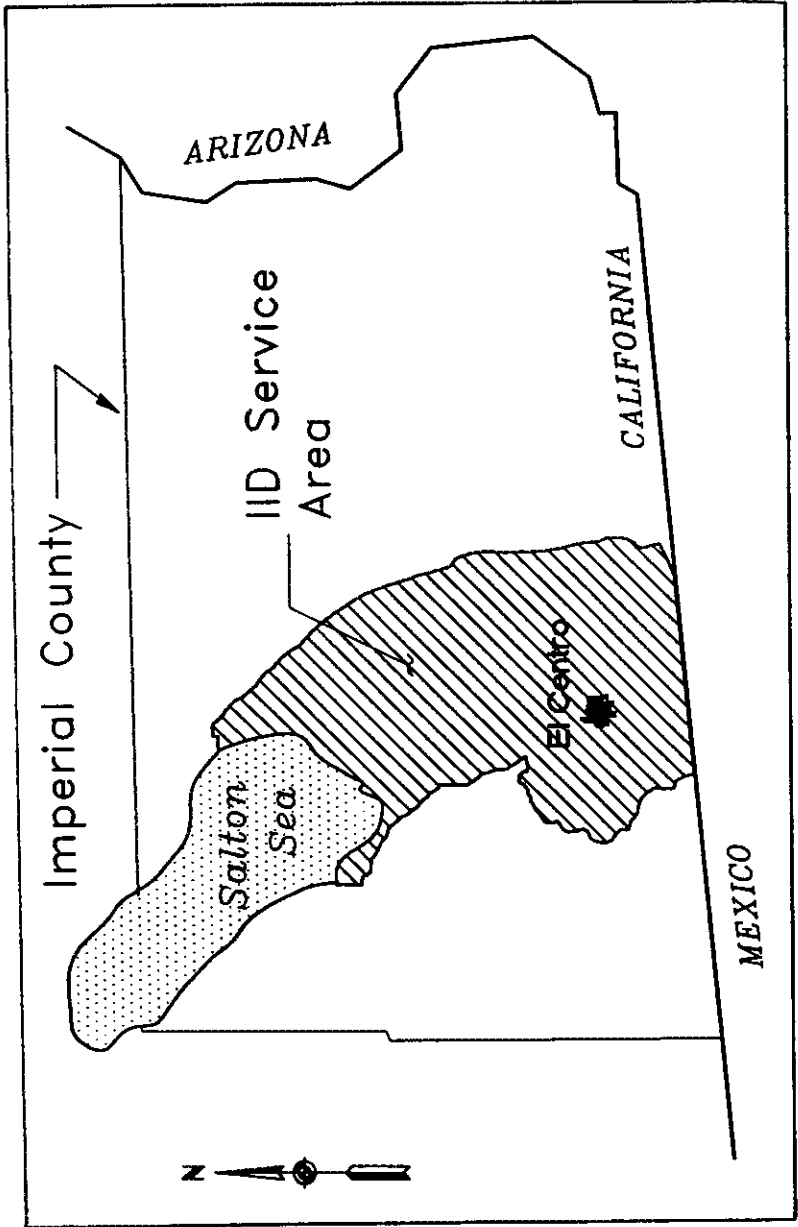 Imperial County
ARIZONA
Salton
Sea
IID Service
Area
El Centro
CALIFORNIA
MEXICO
N